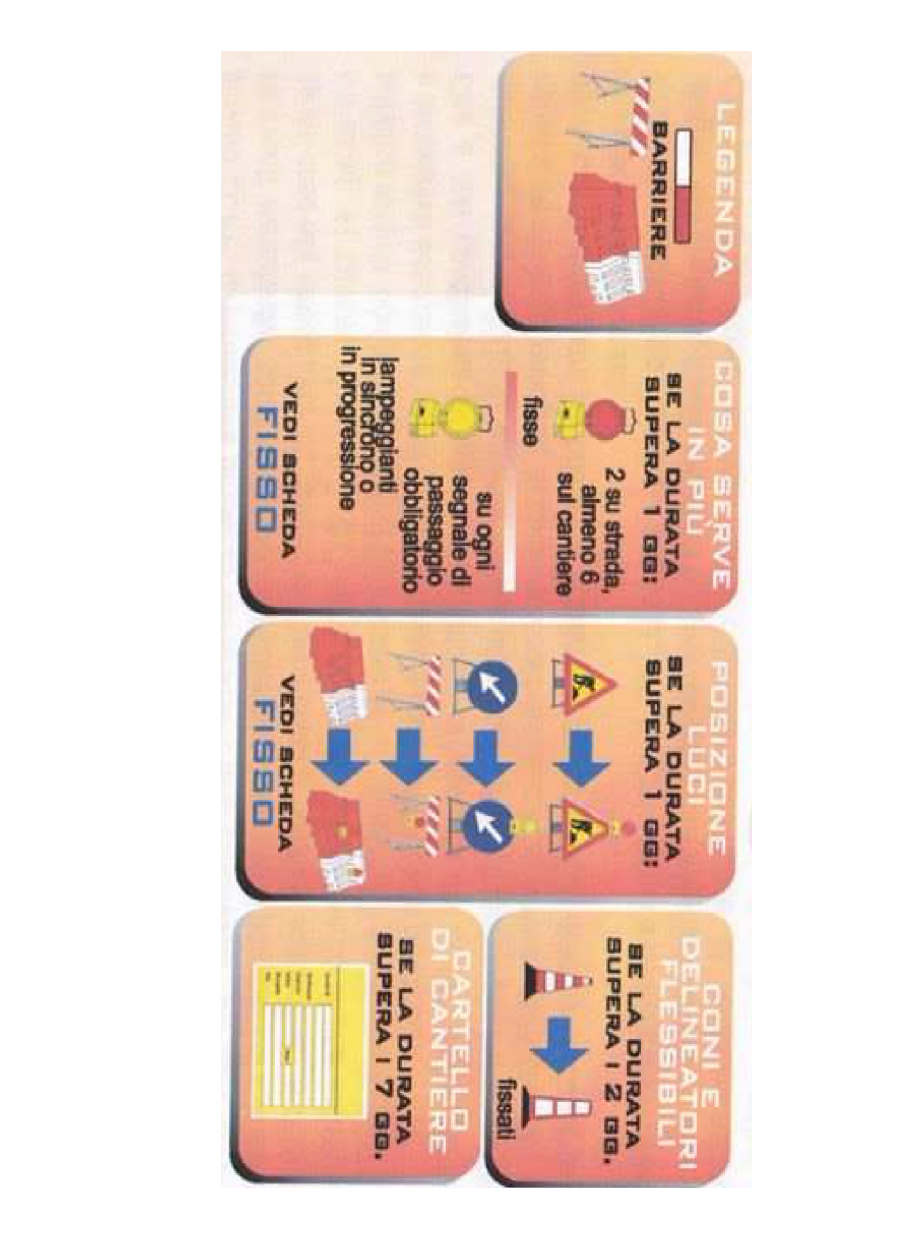 LEGENDA
BARRIERE
COSA SERVE
IN PIÙ
SE LA DURATA
SUPERA 1 GG:
2 su strada,
almeno 6
sul cantiere
fisse
su ogni
segnale di
passaggio
obbligatorio
lampeggianti
in sincrono o
in progressione
VEDI SCHEDA
FISSO
POSIZIONE
LUCI
SE LA DURATA
SUPERA 1 GG:
VEDI SCHEDA
FISSO
CONI E
DELINEATORI
FLESSIBILI
SE LA DURATA
SUPERA I 2 GG.
fissati
CARTELLO
DI CANTIERE
SE LA DURATA
SUPERA I 7 GG.